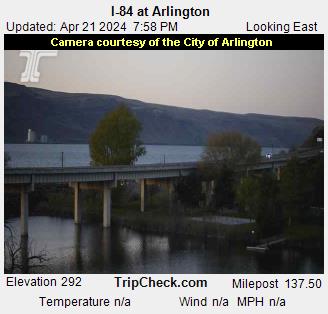 I-84 at Arlington
Updated: Apr 21 2024 7:58 PM Looking East
Camera courtesy of the City of Arlington
Elevation 292 TripCheck.com Milepost 137.50
Temperature n/a Wind n/a MPH n/a